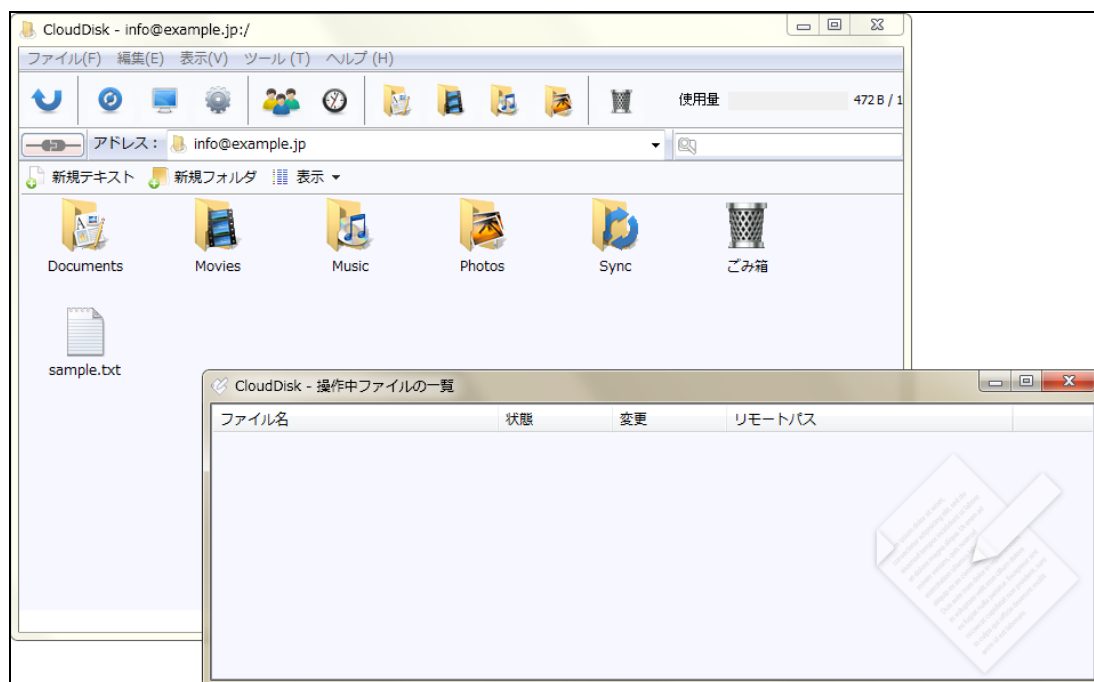 CloudDisk - info@example.jp:/
ファイル(F) 編集(E) 表示(V) ツール (T) ヘルプ (H)
使用量 472 B / 1
アドレス: info@example.jp
新規テキスト 新規フォルダ 表示
Documents Movies Music Photos Sync ごみ箱
sample.txt
CloudDisk - 操作中ファイルの一覧
ファイル名 状態 変更 リモートパス